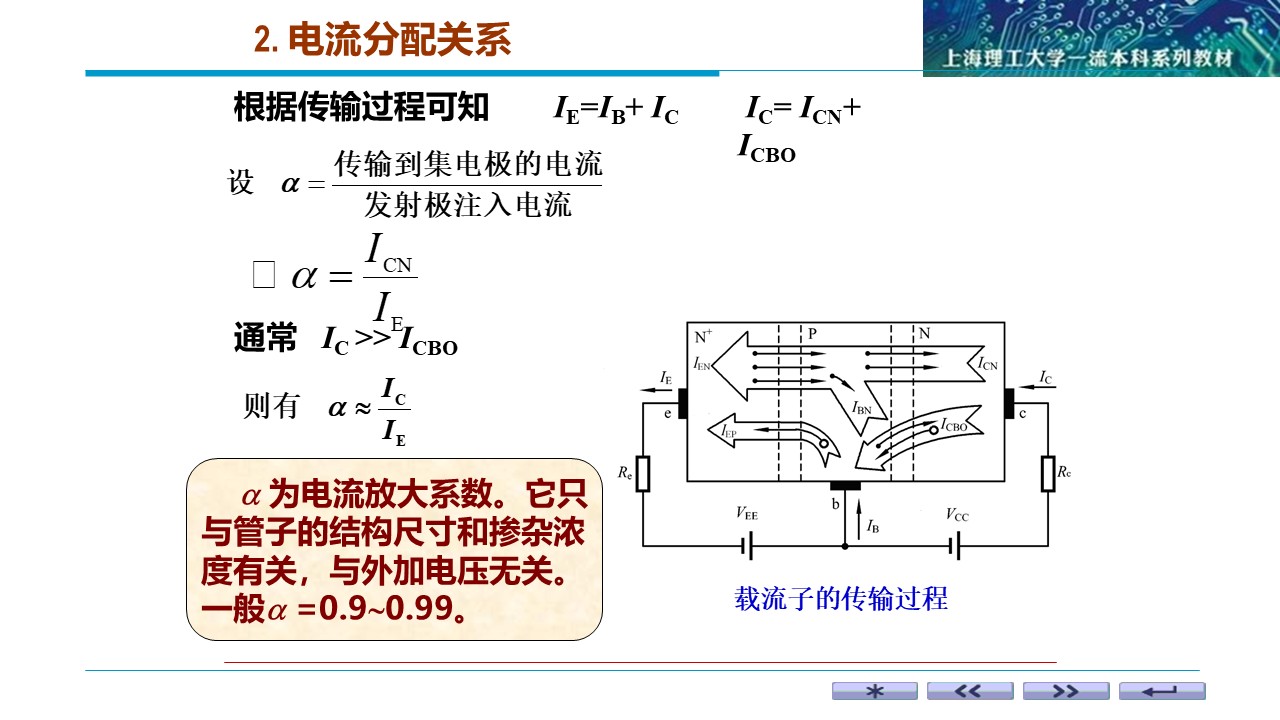 2. 电流分配关系
上海理工大学一流本科系列教材
根据传输过程可知 IE=IB+ IC IC= ICN+
ICBO
设 α = 传输到集电极的电流
发射极注入电流
□ α = ICN
IE
通常 IC >> ICBO
则有 α ≈ IC
IE
α 为电流放大系数。它只
与管子的结构尺寸和掺杂浓
度有关，与外加电压无关。
一般α =0.9~0.99。
N+ P N
IEN ICN
IE IC
e IBN c
IEP ICBO
Re Rc
b
VEE VCC
IB
载流子的传输过程
* << >>